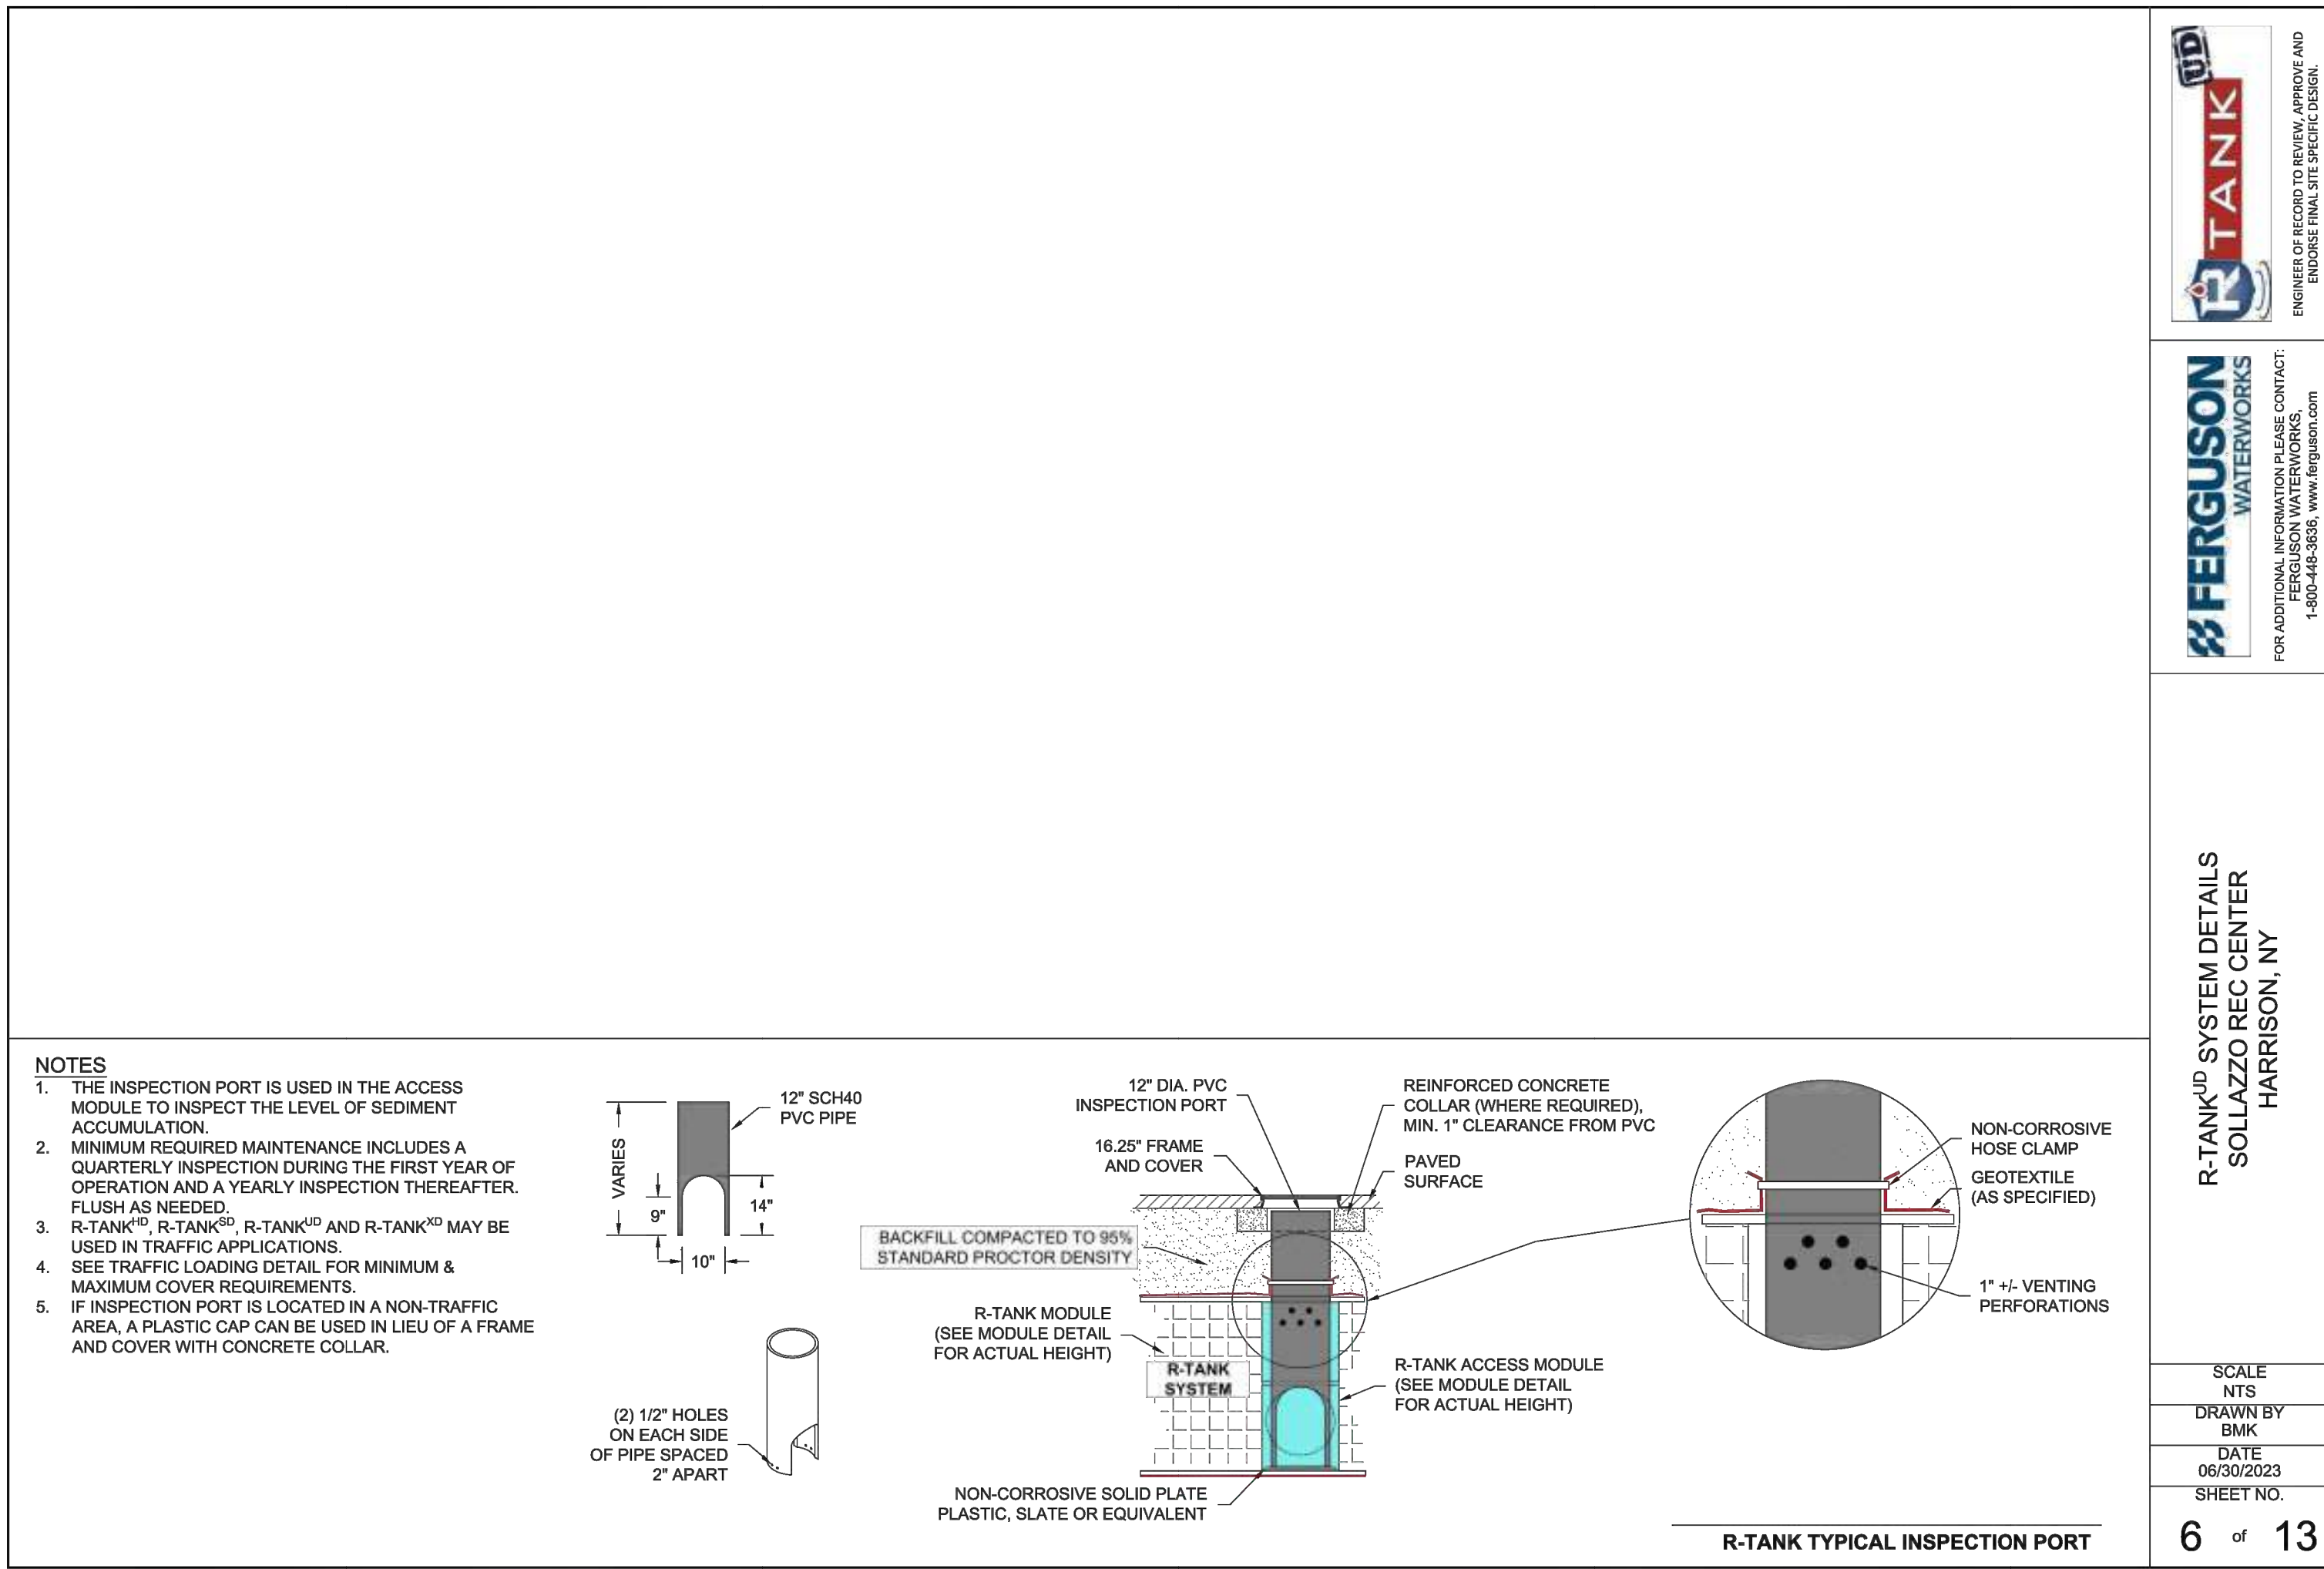 NOTES
1. THE INSPECTION PORT IS USED IN THE ACCESS
MODULE TO INSPECT THE LEVEL OF SEDIMENT
ACCUMULATION.
2. MINIMUM REQUIRED MAINTENANCE INCLUDES A
QUARTERLY INSPECTION DURING THE FIRST YEAR OF
OPERATION AND A YEARLY INSPECTION THEREAFTER.
FLUSH AS NEEDED.
3. R-TANKHD, R-TANKSD, R-TANKUD AND R-TANKXD MAY BE
USED IN TRAFFIC APPLICATIONS.
4. SEE TRAFFIC LOADING DETAIL FOR MINIMUM &
MAXIMUM COVER REQUIREMENTS.
5. IF INSPECTION PORT IS LOCATED IN A NON-TRAFFIC
AREA, A PLASTIC CAP CAN BE USED IN LIEU OF A FRAME
AND COVER WITH CONCRETE COLLAR.
12" SCH40
PVC PIPE
VARIES
9"
14"
10"
(2) 1/2" HOLES
ON EACH SIDE
OF PIPE SPACED
2" APART
12" DIA. PVC
INSPECTION PORT
16.25" FRAME
AND COVER
BACKFILL COMPACTED TO 95%
STANDARD PROCTOR DENSITY
R-TANK MODULE
(SEE MODULE DETAIL
FOR ACTUAL HEIGHT)
R-TANK
SYSTEM
NON-CORROSIVE SOLID PLATE
PLASTIC, SLATE OR EQUIVALENT
REINFORCED CONCRETE
COLLAR (WHERE REQUIRED),
MIN. 1" CLEARANCE FROM PVC
PAVED
SURFACE
R-TANK ACCESS MODULE
(SEE MODULE DETAIL
FOR ACTUAL HEIGHT)
NON-CORROSIVE
HOSE CLAMP
GEOTEXTILE
(AS SPECIFIED)
1" +/- VENTING
PERFORATIONS
R-TANK TYPICAL INSPECTION PORT
R TANK UD
ENGINEER OF RECORD TO REVIEW, APPROVE AND
ENDORSE FINAL SITE SPECIFIC DESIGN.
FERGUSON
WATERWORKS
FOR ADDITIONAL INFORMATION PLEASE CONTACT:
FERGUSON WATERWORKS,
1-800-448-3636, www.ferguson.com
R-TANKUD SYSTEM DETAILS
SOLLAZZO REC CENTER
HARRISON, NY
SCALE
NTS
DRAWN BY
BMK
DATE
06/30/2023
SHEET NO.
6 of 13